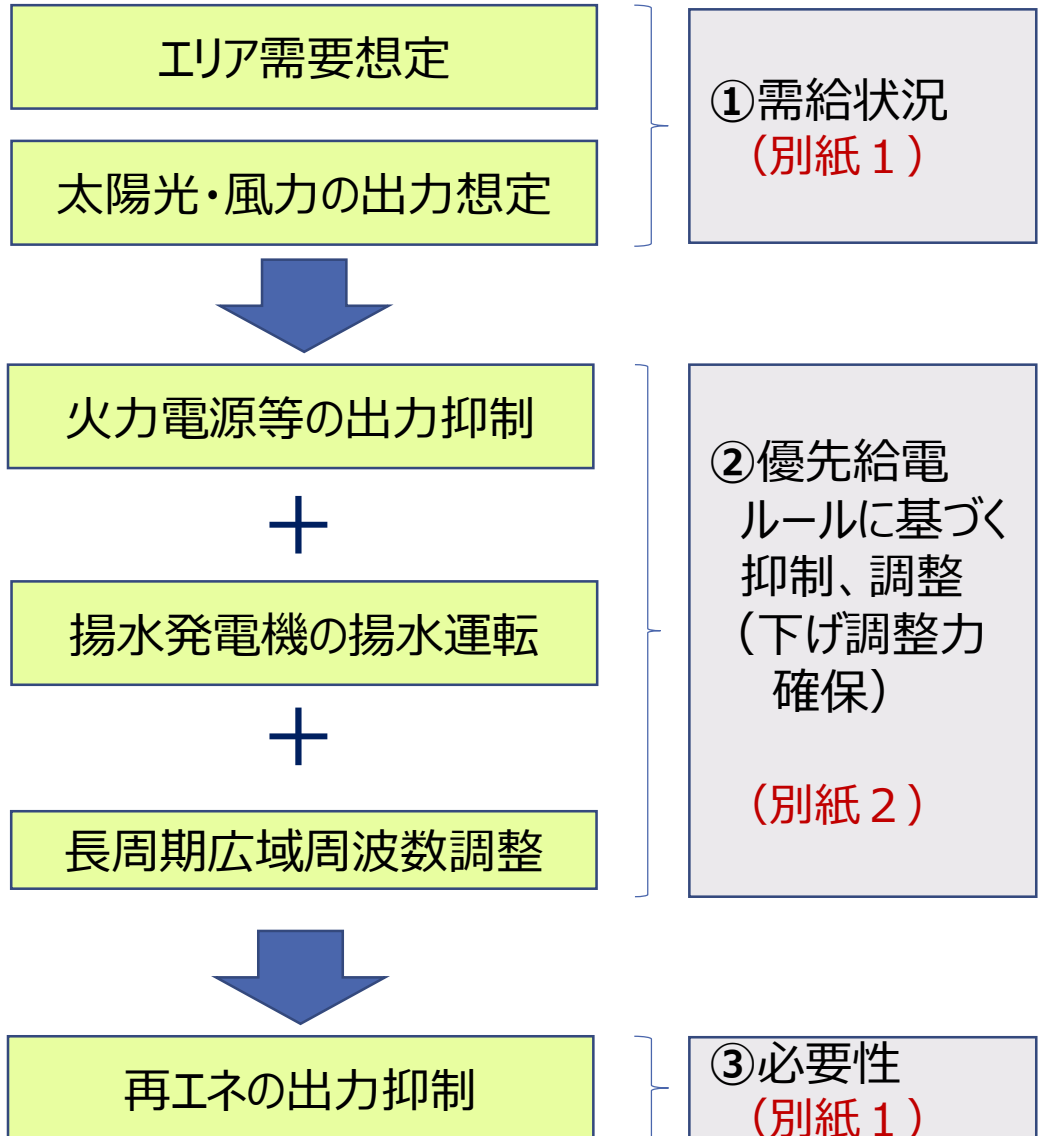 エリア需要想定
太陽光・風力の出力想定
①需給状況
（別紙１）
火力電源等の出力抑制
＋
揚水発電機の揚水運転
＋
長周期広域周波数調整
②優先給電
ルールに基づく
抑制、調整
（下げ調整力
確保）
（別紙２）
再エネの出力抑制
③必要性
（別紙１）